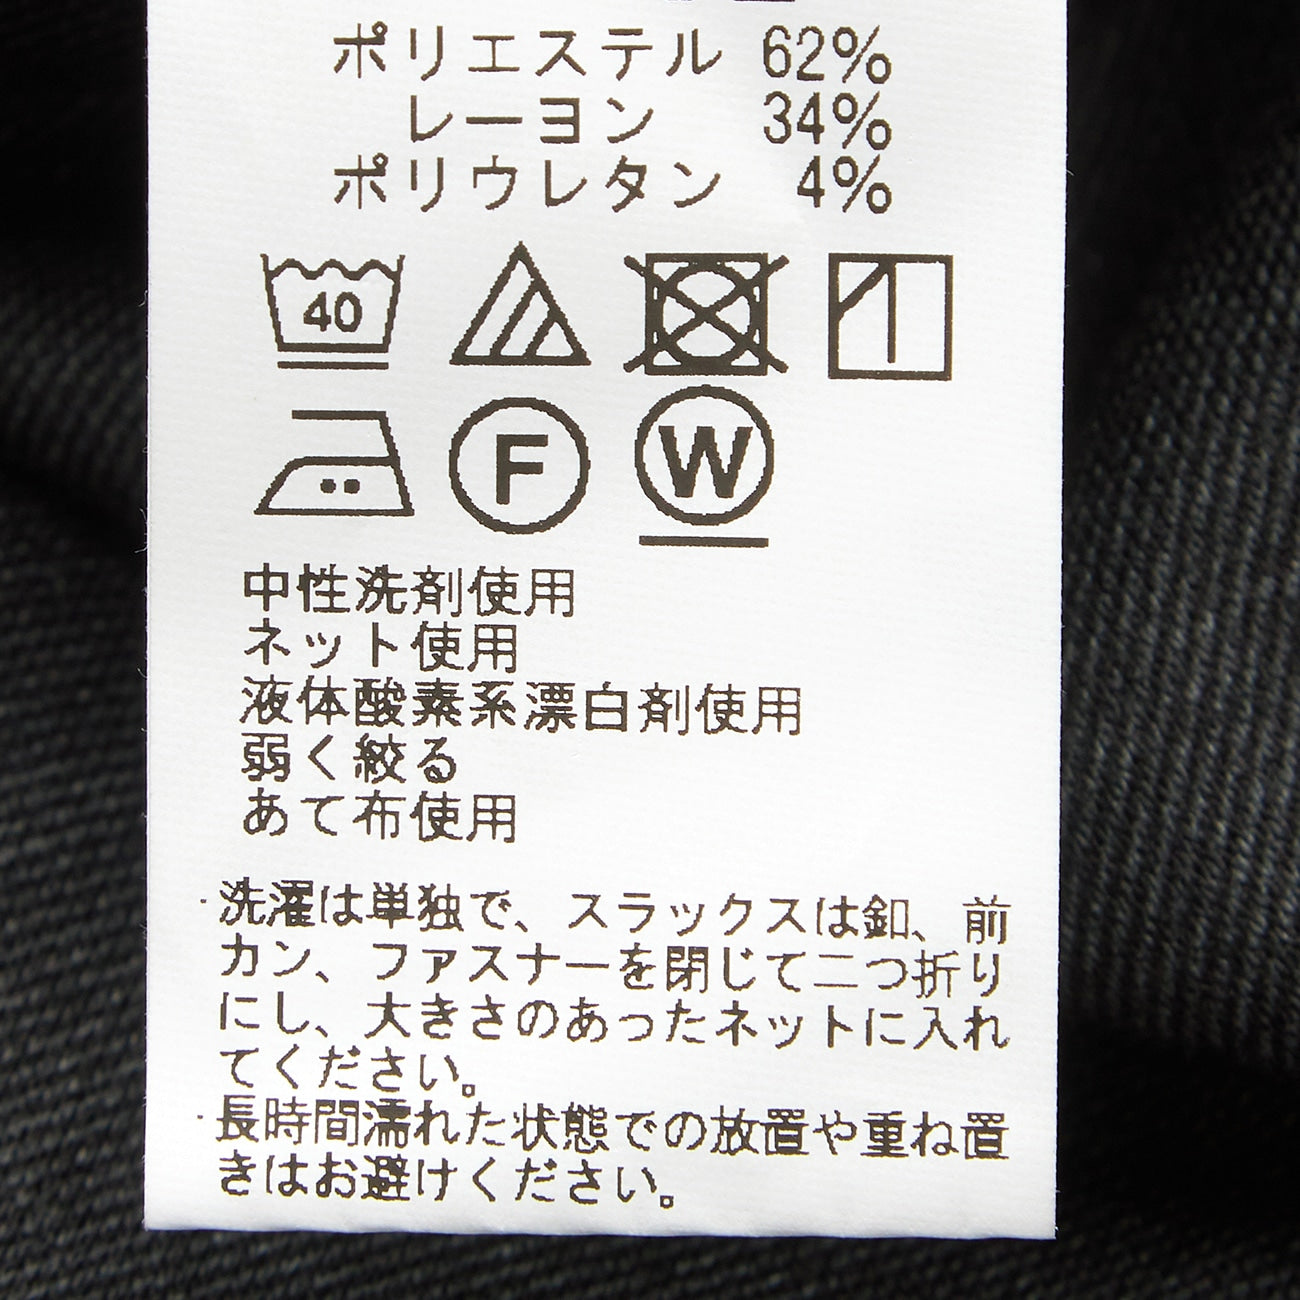 ポリエステル 62%
レーヨン 34%
ポリウレタン 4%
40
F W
中性洗剤使用
ネット使用
液体酸素系漂白剤使用
弱く絞る
あて布使用
・洗濯は単独で、スラックスは釦、前
カン、ファスナーを閉じて二つ折り
にし、大きさのあったネットに入れ
てください。
・長時間濡れた状態での放置や重ね置
きはお避けください。